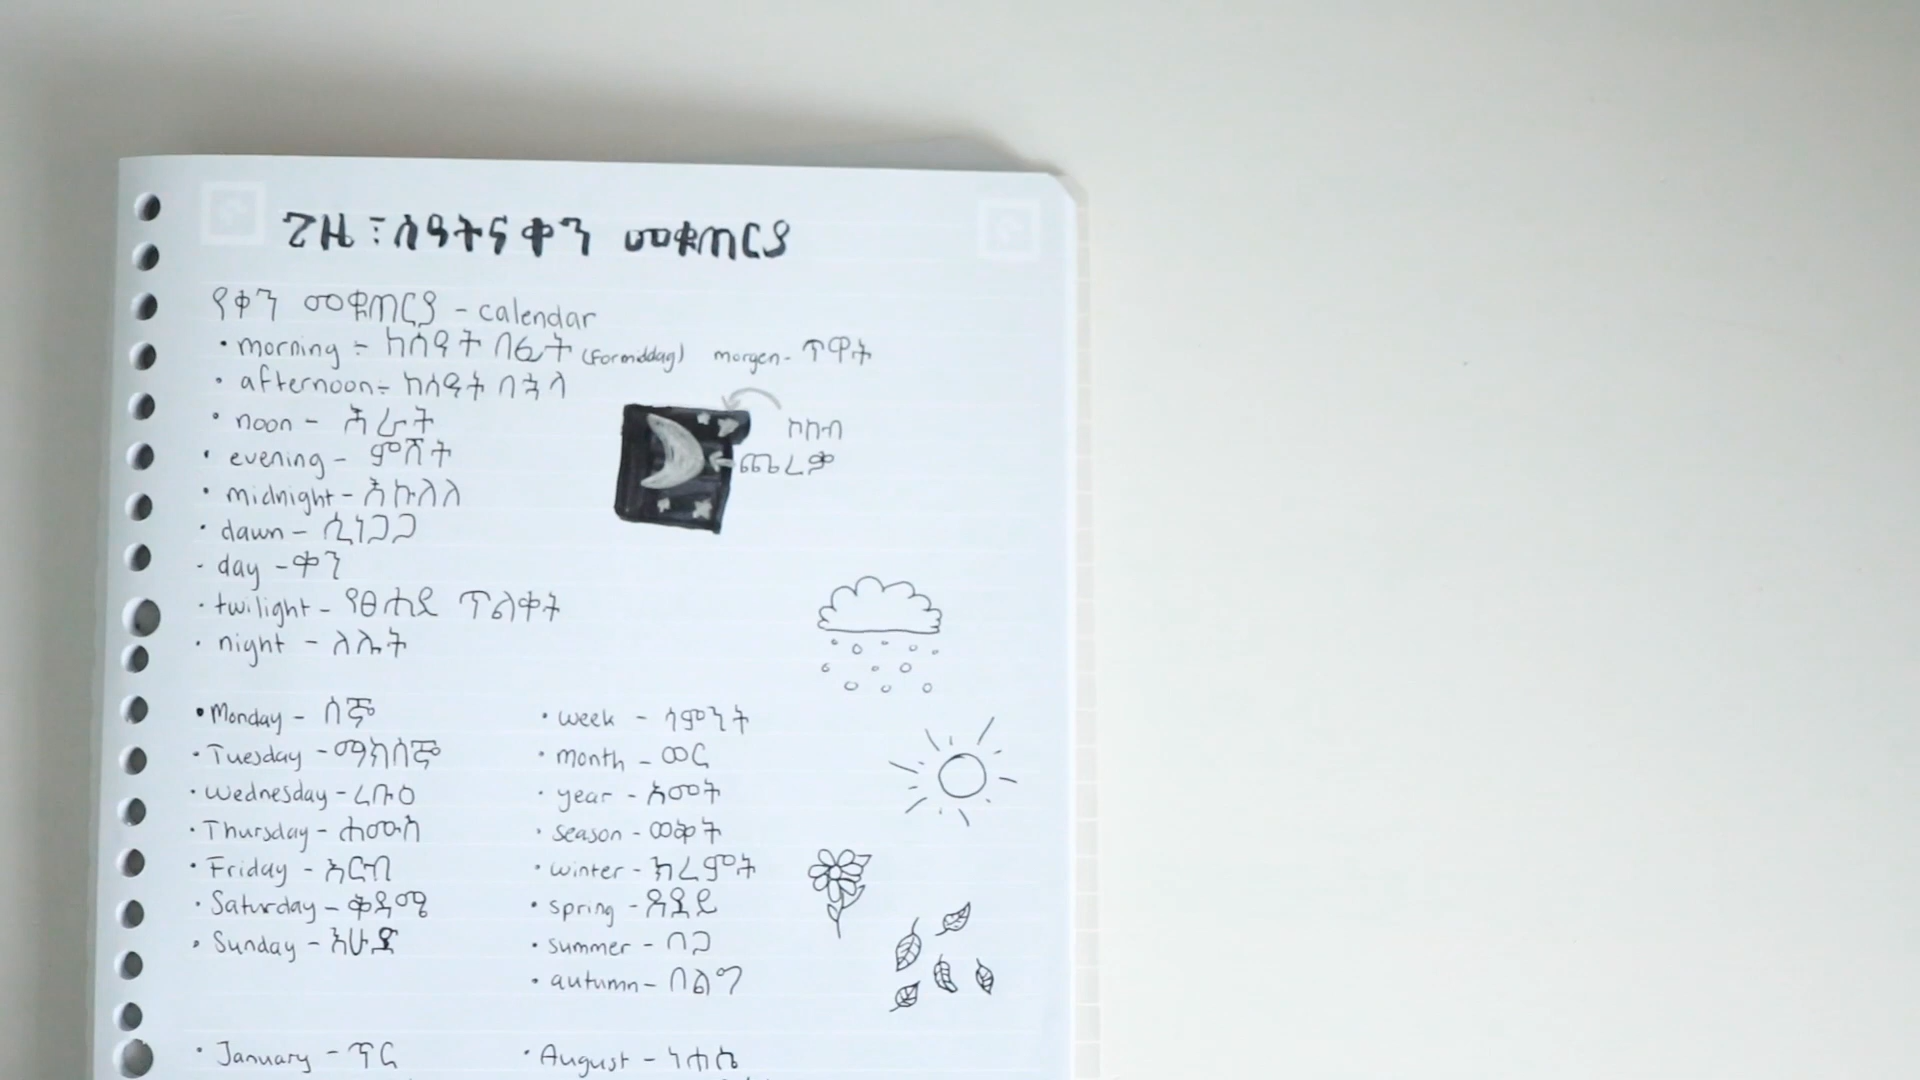 ጊዜ ፡ ሰዓትና ቀን መቁጠርያ
የቀን መቁጠርያ - calendar
• morning - ከሰዓት በፊት (Formiddag) morgen - ጥዋት
• afternoon - ከሰዓት በኋላ
• noon -
• evening - ምሽት
• midnight - እኩለለ
• dawn - ሲነጋጋ
- day - ቀን
• twilight - የፀሐይ ጥልቀት
• night - ለሊት
ኮከብ
ጨረቃ
• Monday - ሰኞ
• Tuesday - ማክሰኞ
• Wednesday - ረቡዕ
• Thursday - ሐሙስ
• Friday - አርብ
• Saturday - ቅዳሜ
• Sunday - እሁድ
• week - ሳምንት
• month - ወር
• year - አመት
• season - ወቅት
• winter - ክረምት
• spring - ፀደይ
• summer - በጋ
• autumn - በልግ
• January - ጥር
• August - ነሐሴ